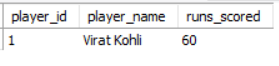 player_id player_name runs_scored
1 Virat Kohli 60